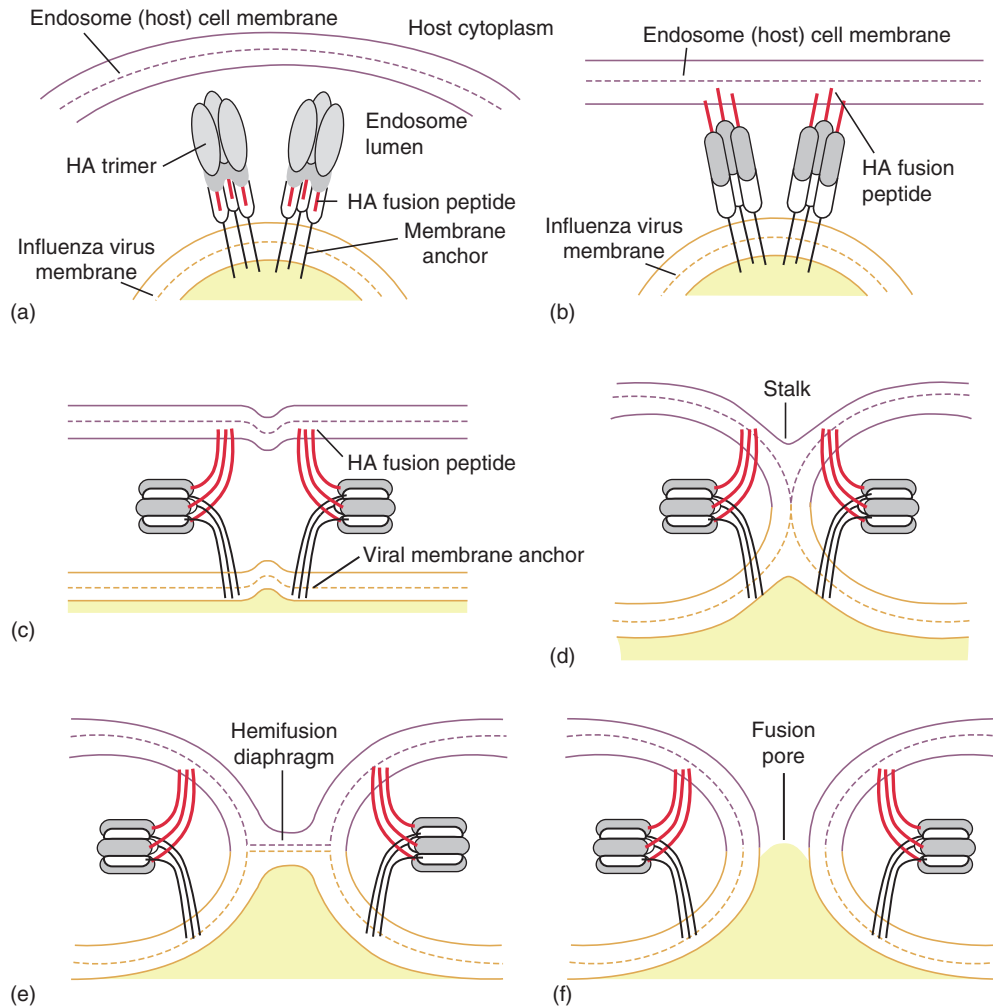 Endosome (host) cell membrane
Host cytoplasm
HA trimer
Endosome
lumen
HA fusion peptide
Membrane
anchor
Influenza virus
membrane
(a)
Endosome (host) cell membrane
HA fusion
peptide
Influenza virus
membrane
(b)
HA fusion peptide
Viral membrane anchor
(c)
Stalk
(d)
Hemifusion
diaphragm
(e)
Fusion
pore
(f)